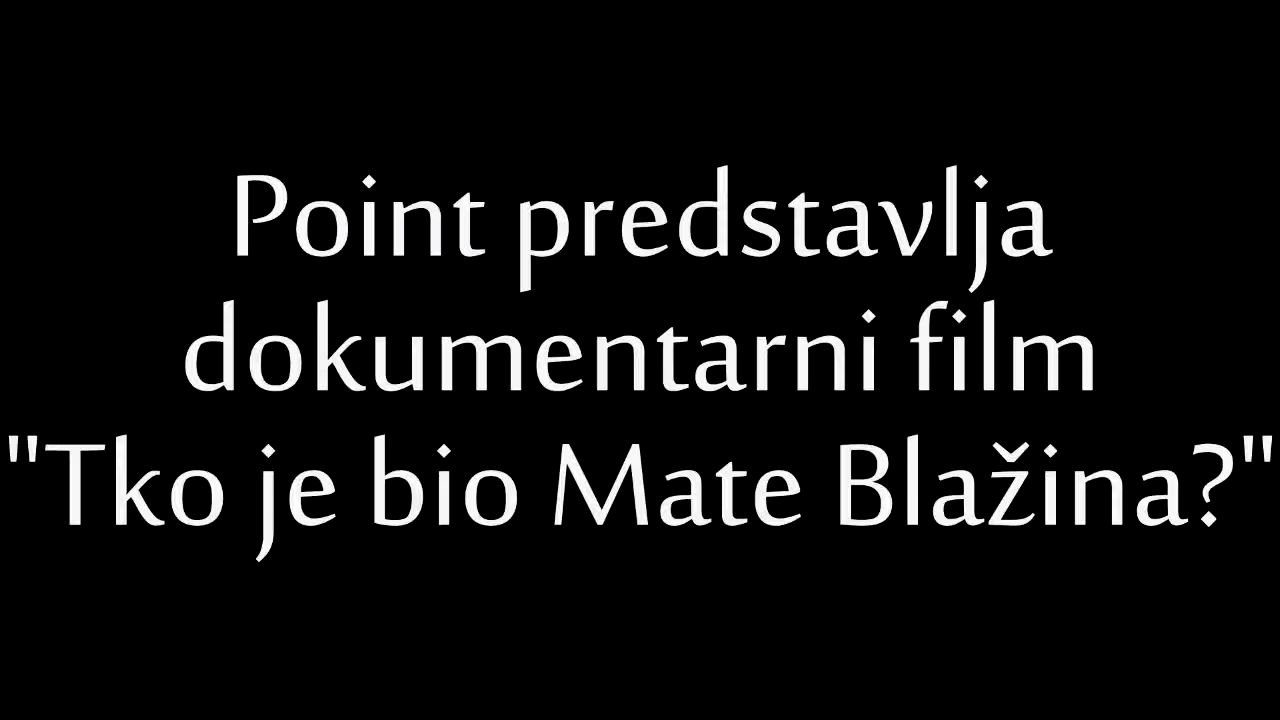 Point predstavlja
dokumentarni film
"Tko je bio Mate Blažina?"